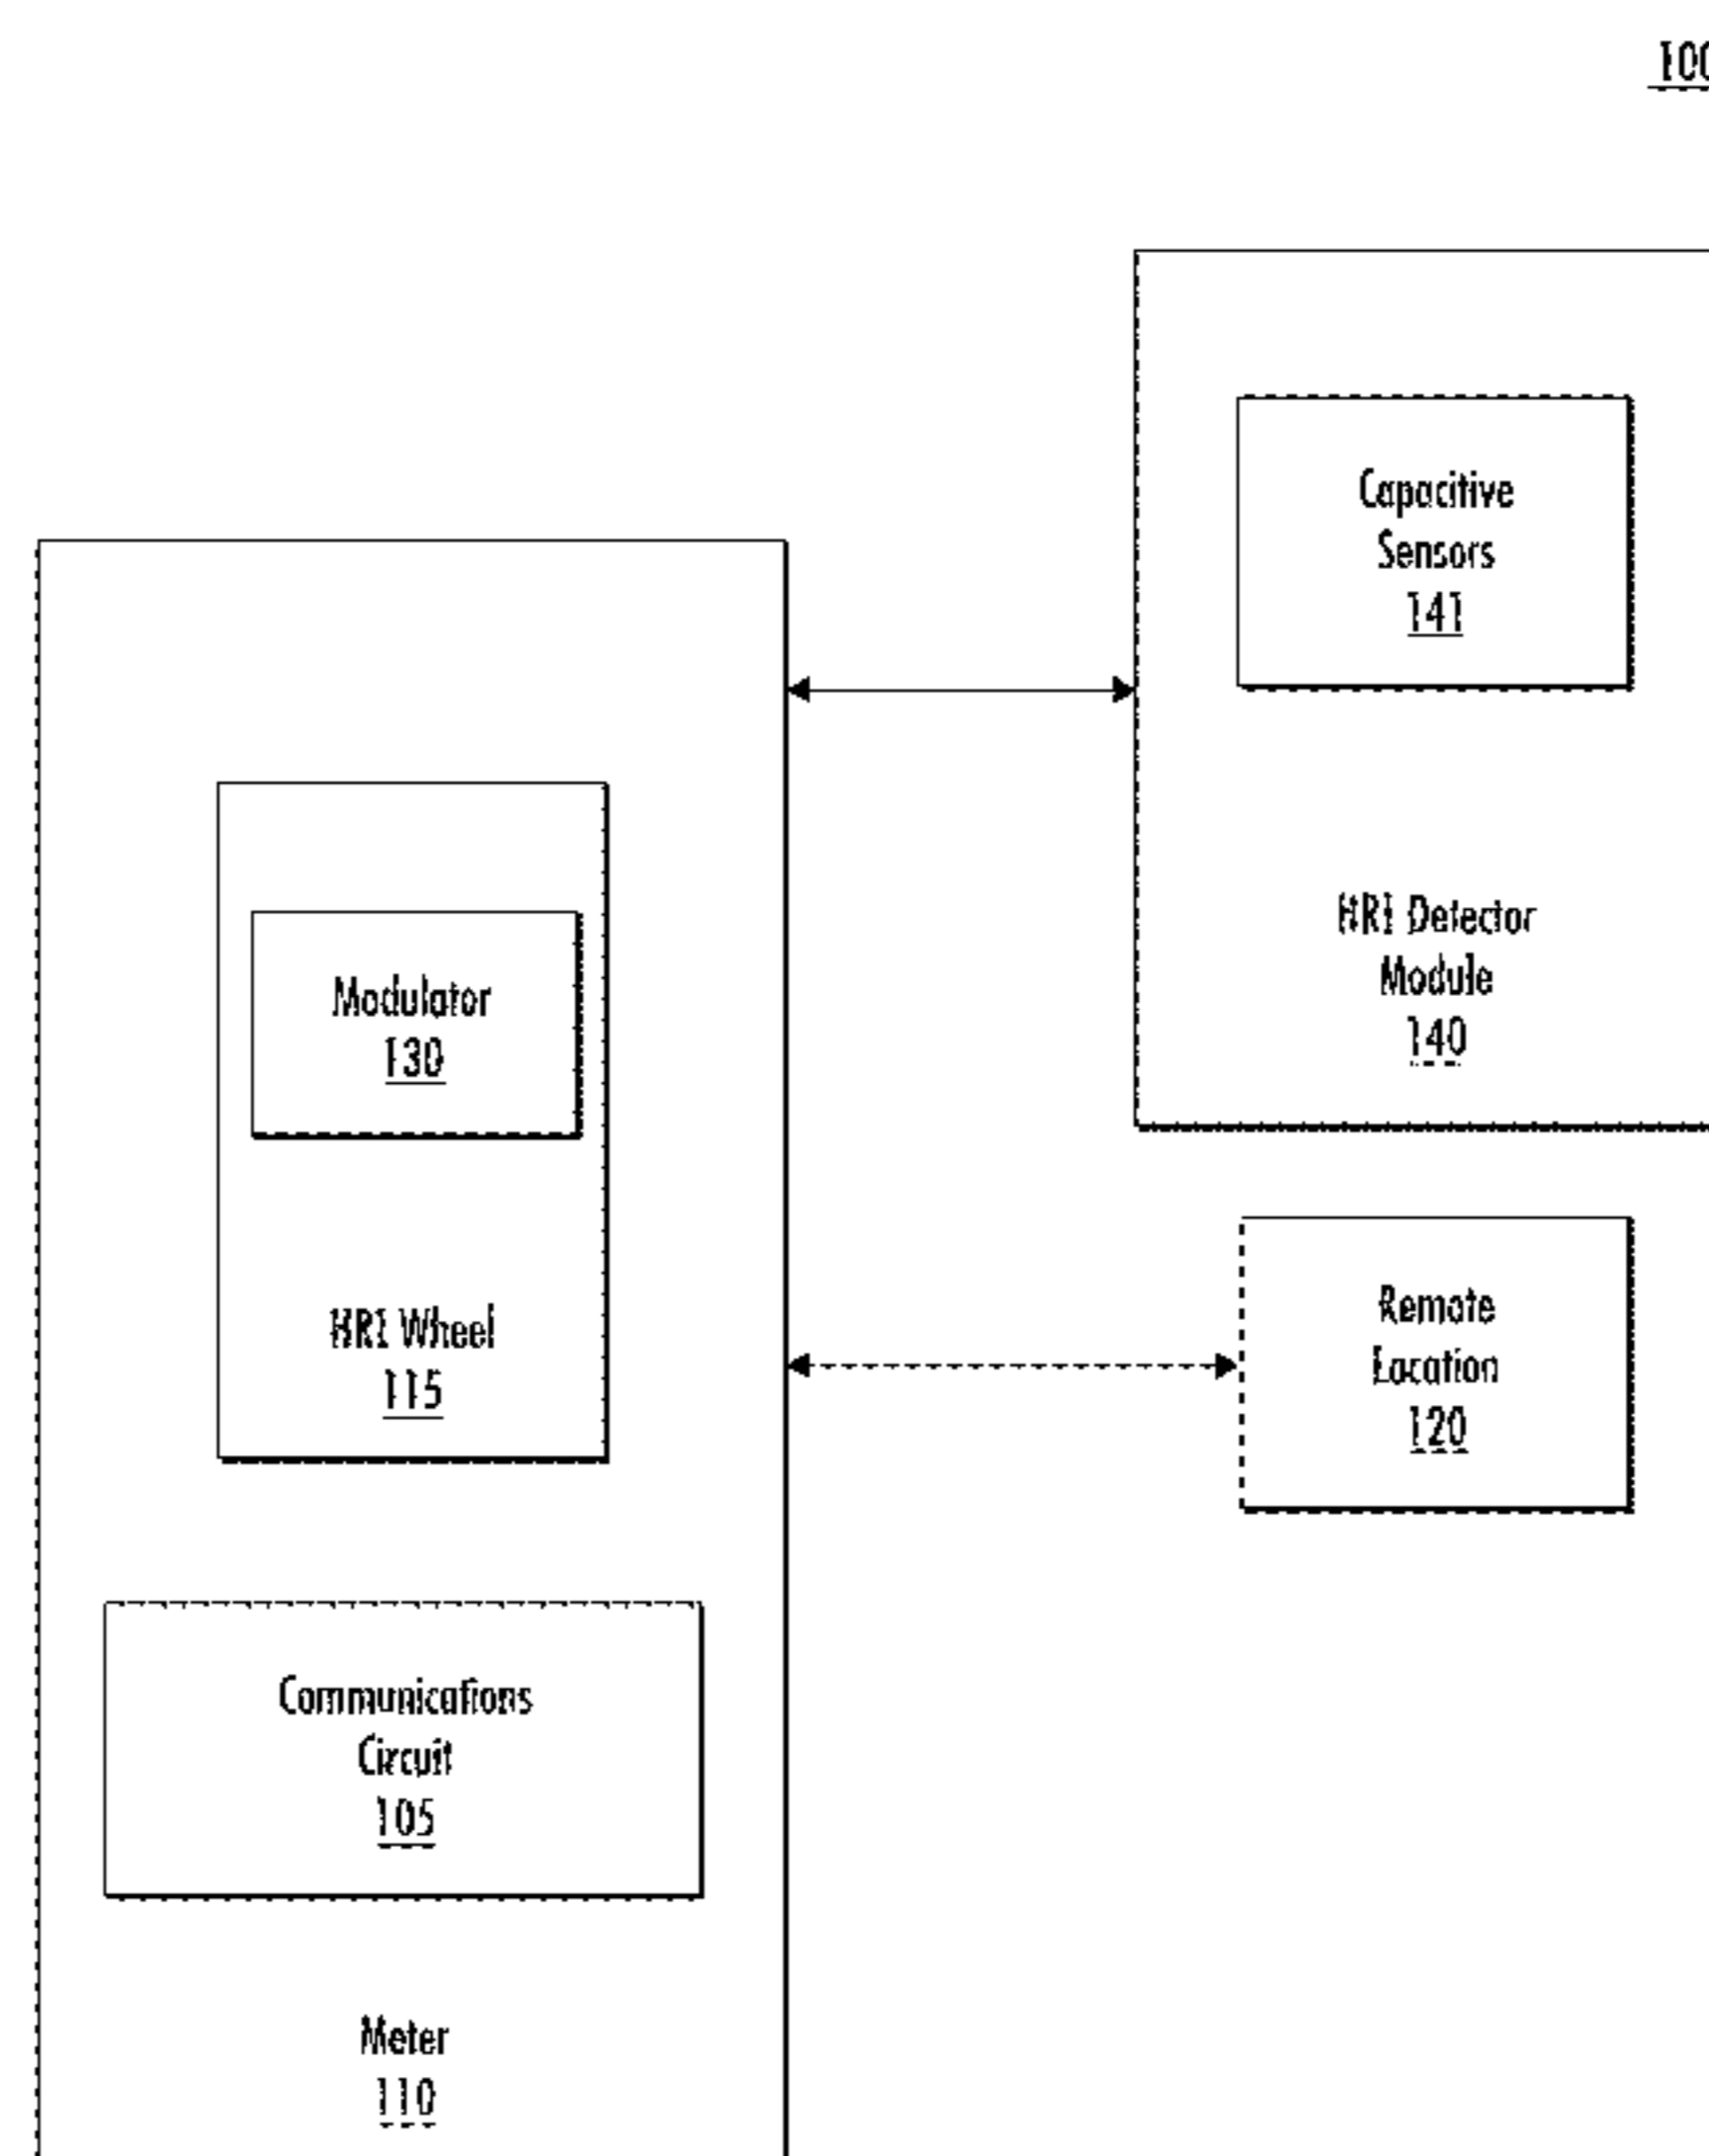 100
Capacitive
Sensors
141
HRI Detector
Module
140
Modulator
130
HRI Wheel
115
Remote
Location
120
Communications
Circuit
105
Meter
110